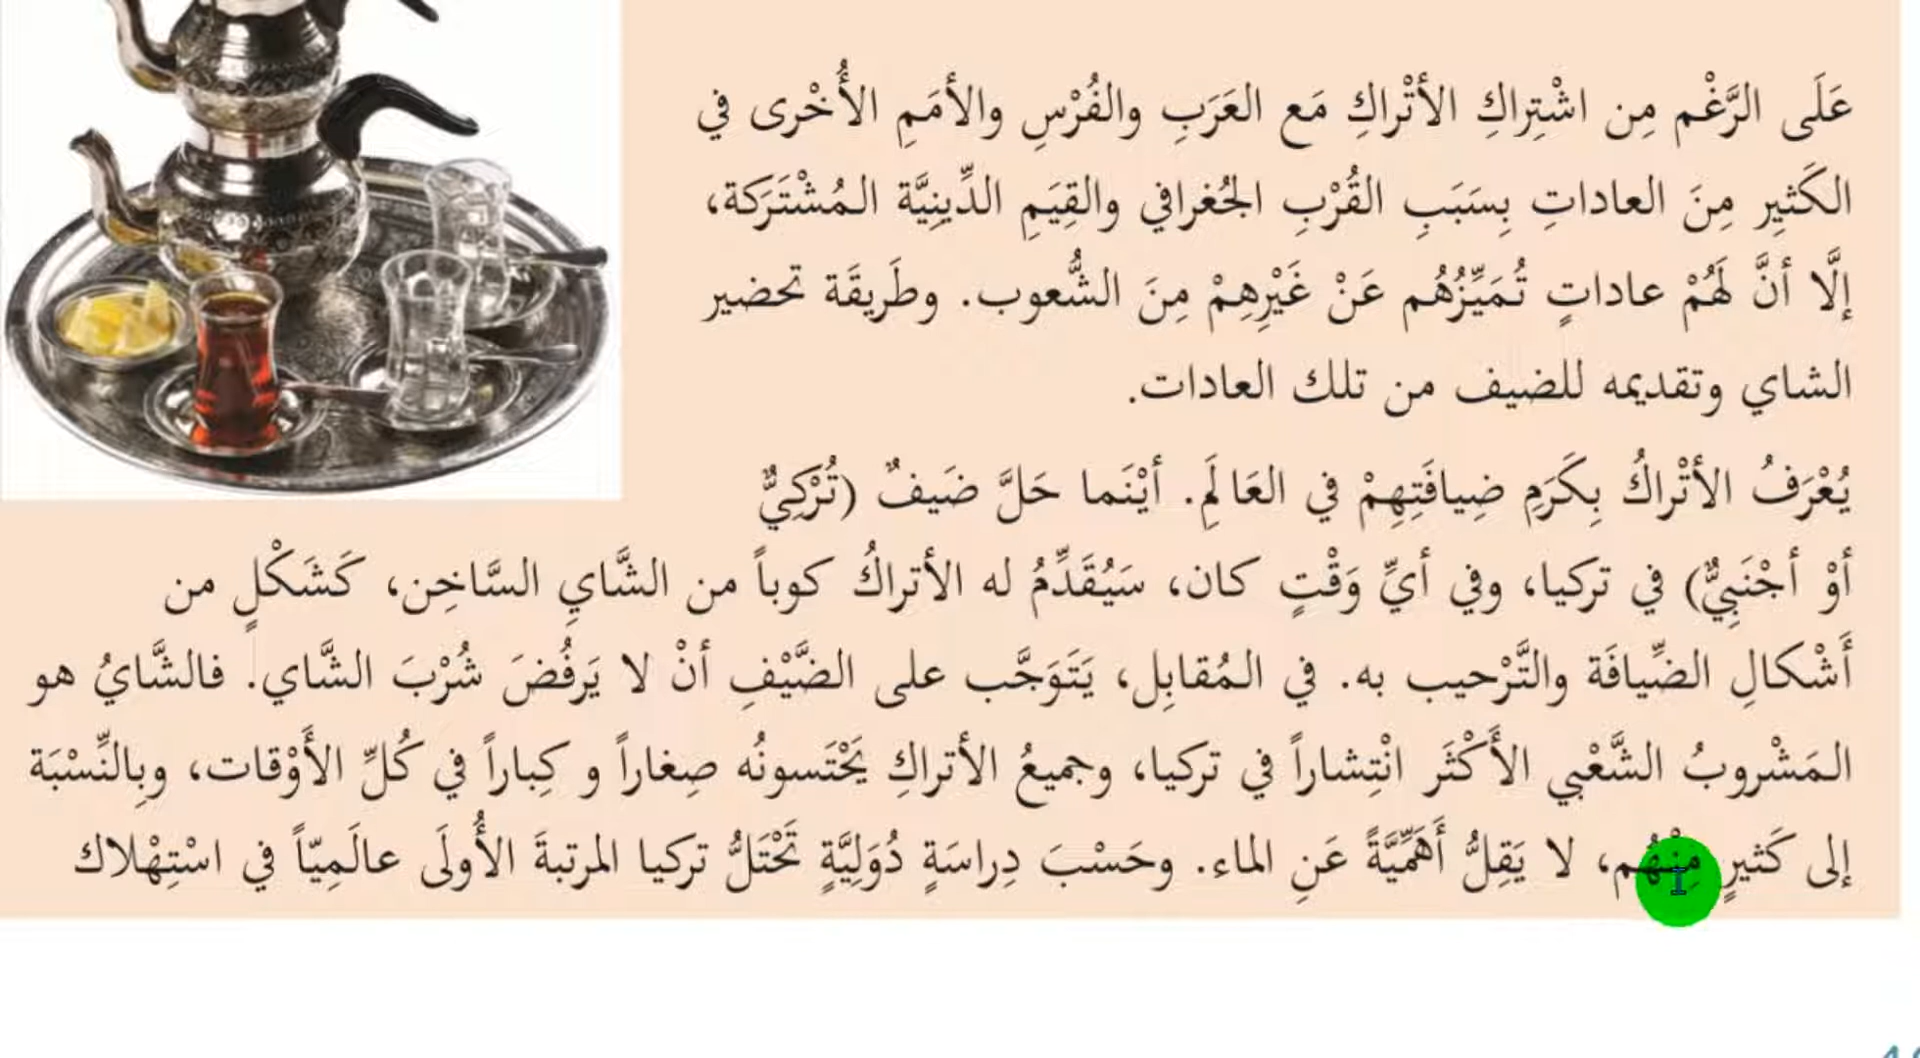 عَلَى الرَّغْم مِن اشْتِراكِ الأتْراكِ مَع العَرَبِ والفُرْسِ والأمَمِ الأُخْرى في
الكَثيِر مِنَ العاداتِ بِسَبَبِ القُرْبِ الجُغرافي والقِيَمِ الدِّينِيَّة المُشْتَرَكة،
إلَّا أنَّ لَهُمْ عاداتٍ تُمَيِّزُهُم عَنْ غَيْرِهِمْ مِنَ الشُّعوب. وطَريقَة تحضير
الشاي وتقديمه للضيف من تلك العادات.
يُعْرَفُ الأتْراكُ بِكَرَمِ ضِيافَتِهِمْ في العَالَمِ. أيْنَما حَلَّ ضَيفٌ (تُرْكِيٌّ
أوْ أجْنَبِيٌّ) في تركيا، وفي أيِّ وَقْتٍ كان، سَيُقَدِّمُ له الأتراكُ كوباً من الشَّايِ السَّاخِن، كَشَكْلٍ من
أَشْكالِ الضِّيافَة والتَّرْحيب به. في المُقابِل، يَتَوَجَّب على الضَّيْفِ أنْ لا يَرفُضَ شُرْبَ الشَّاي. فالشَّايُ هو
المَشْروبُ الشَّعْبي الأَكْثَر انْتِشاراً في تركيا، وجميعُ الأتراكِ يَحْتَسونُه صِغاراً و كِباراً في كُلِّ الأَوْقات، وبِالنِّسْبَة
إلى كَثيرٍ مِنْهُم، لا يَقِلُّ أَهَمِّيَّةً عَنِ الماء. وحَسْبَ دِراسَةٍ دُوَلِيَّةٍ تَحْتَلُّ تركيا المرتبةَ الأُولَى عالَمِيّاً في اسْتِهْلاك